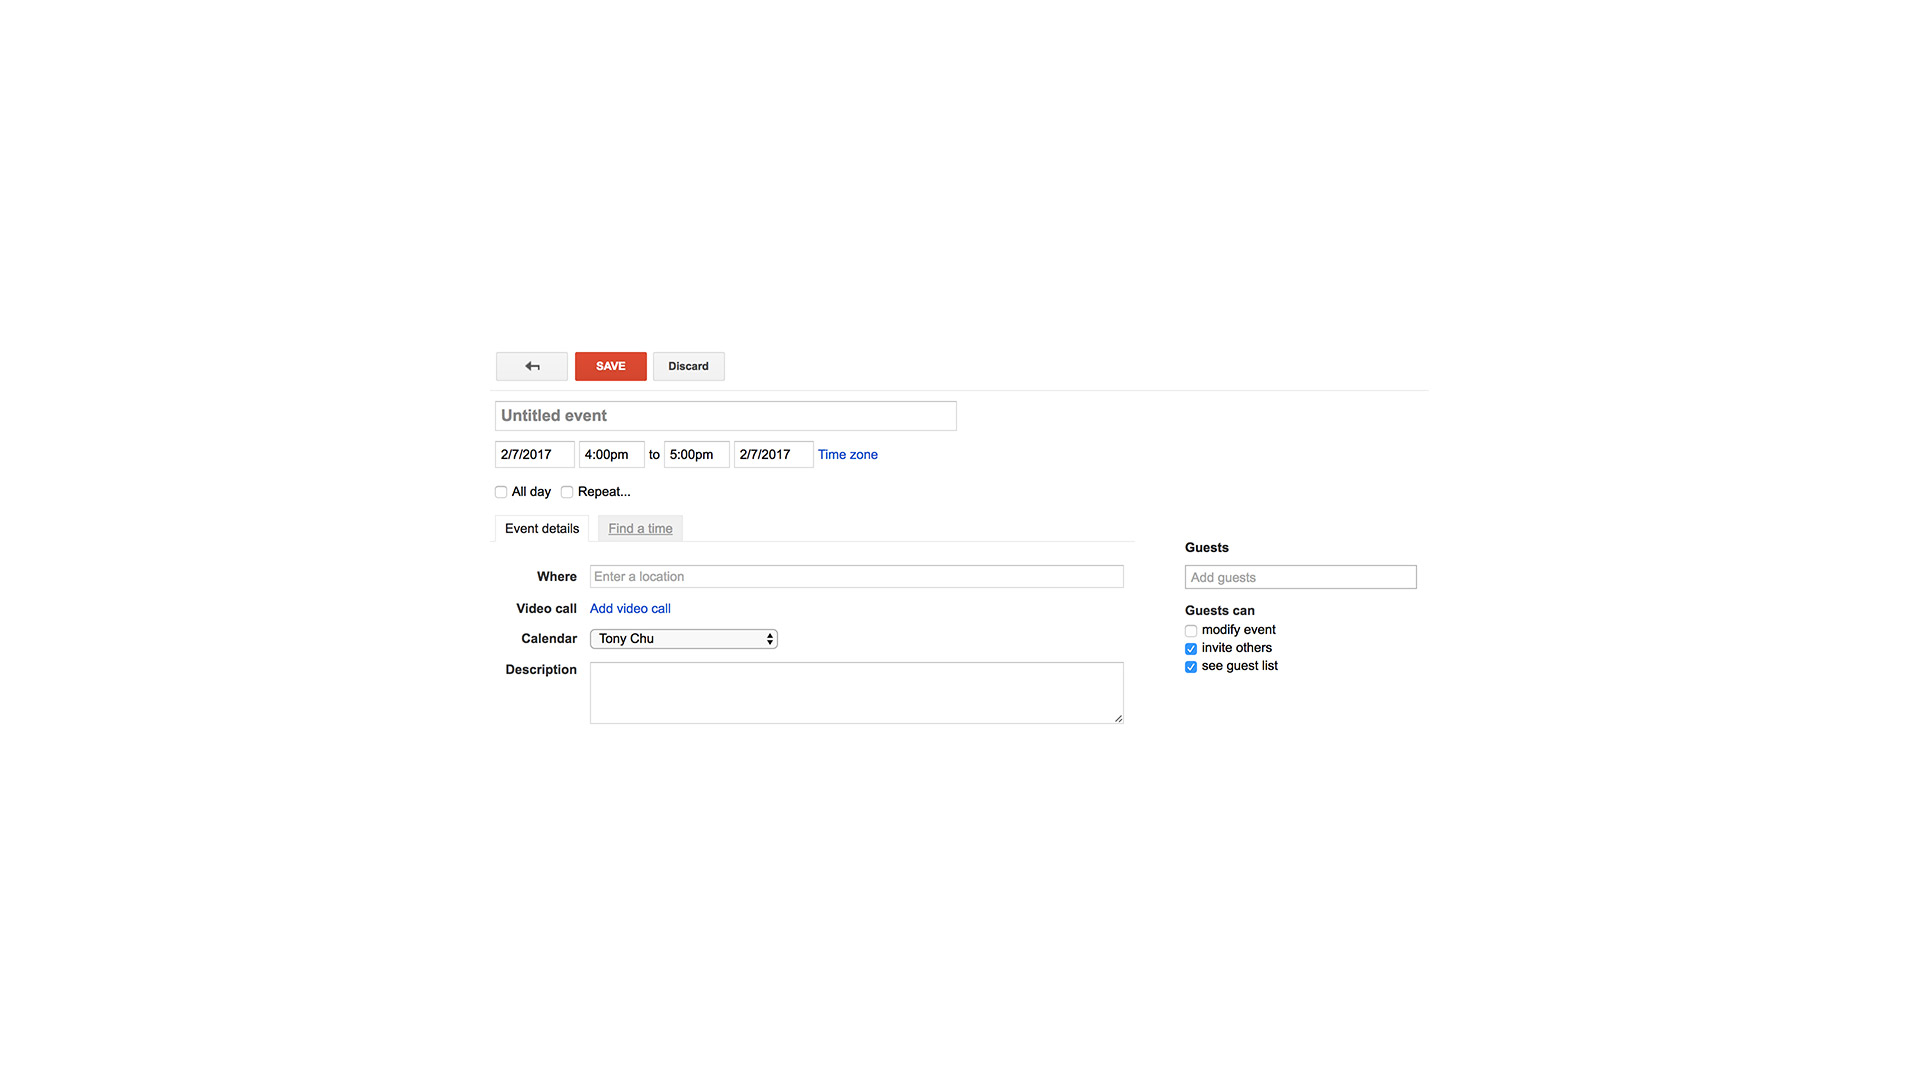 SAVE Discard
Untitled event
2/7/2017 4:00pm to 5:00pm 2/7/2017 Time zone
All day Repeat...
Event details Find a time
Where Enter a location
Video call Add video call
Calendar Tony Chu
Description
Guests
Add guests
Guests can
modify event
invite others
see guest list